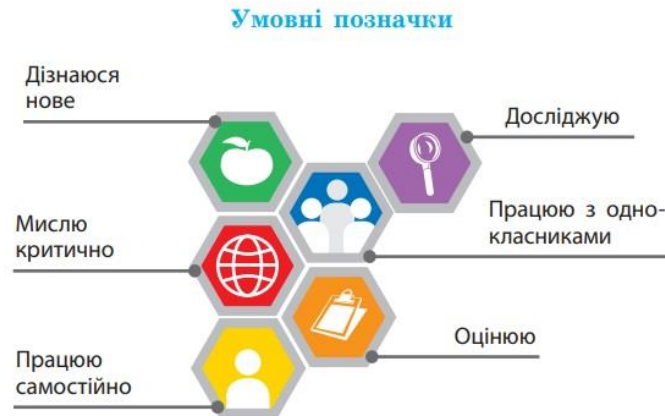 Умовні позначки
Дізнаюся
нове
Досліджую
Мислю
критично
Працюю з одно-
класниками
Працюю
самостійно
Оцінюю